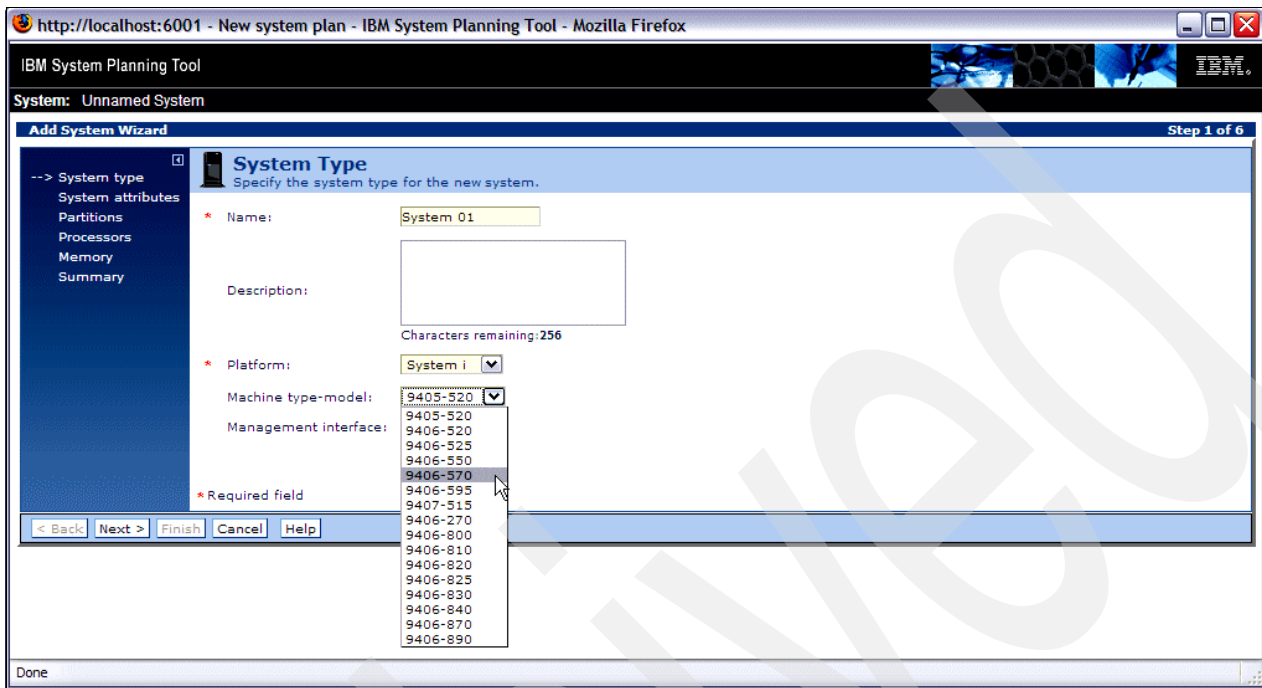 http://localhost:6001 - New system plan - IBM System Planning Tool - Mozilla Firefox
IBM System Planning Tool
IBM.
System: Unnamed System
Add System Wizard
Step 1 of 6
--> System type
System attributes
Partitions
Processors
Memory
Summary
System Type
Specify the system type for the new system.
* Name: System 01
Description:
Characters remaining:256
* Platform: System i
Machine type-model: 9405-520
Management interface:
9405-520
9406-520
9406-525
9406-550
9406-570
9406-595
9407-515
9406-270
9406-800
9406-810
9406-820
9406-825
9406-830
9406-840
9406-870
9406-890
*Required field
< Back Next > Finish Cancel Help
Done